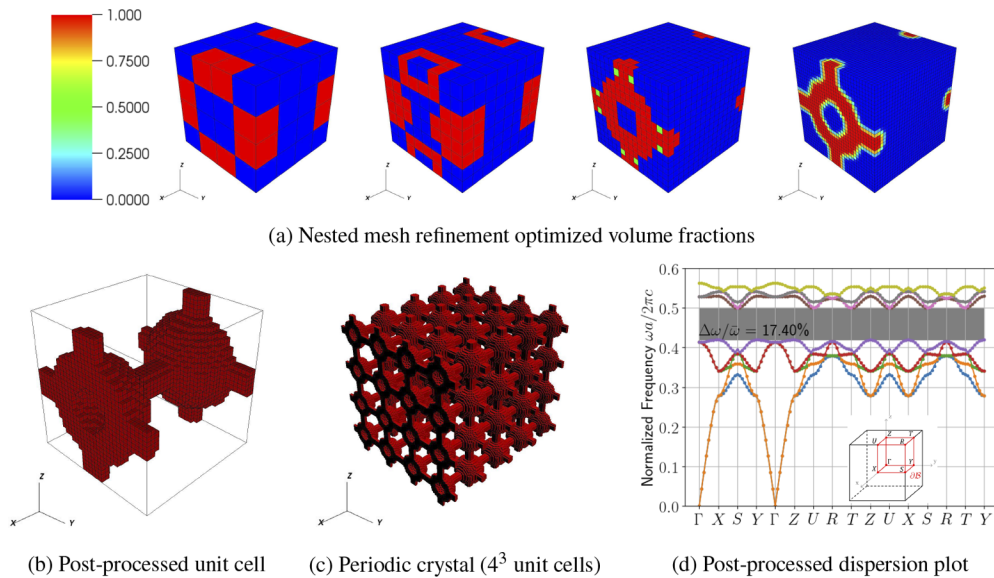 1.000
0.7500
0.5000
0.2500
0.0000
Z
X
Y
Z
X
Y
Z
X
Y
Z
X
Y
(a) Nested mesh refinement optimized volume fractions
Z
X
Y
(b) Post-processed unit cell
Z
X
Y
(c) Periodic crystal (4³ unit cells)
Normalized Frequency ωa/2πc
0.6
0.5
0.4
0.3
0.2
0.1
0.0
Δω/ω̄ = 17.40%
Z T
U R
Γ Y
X S
∂B
Γ X S Y Γ Z U R T Z U X S R T Y
(d) Post-processed dispersion plot